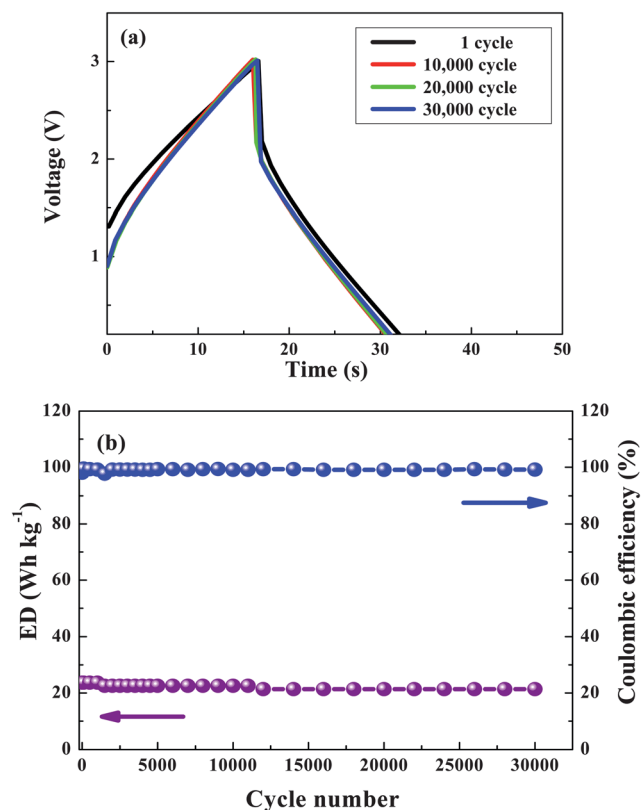 (a)
1 cycle
10,000 cycle
20,000 cycle
30,000 cycle
3
2
1
Voltage (V)
0 10 20 30 40 50
Time (s)
(b)
120 120
100 100
80 80
60 60
40 40
20 20
0 0
ED (Wh kg-1)
Coulombic efficiency (%)
0 5000 10000 15000 20000 25000 30000
Cycle number